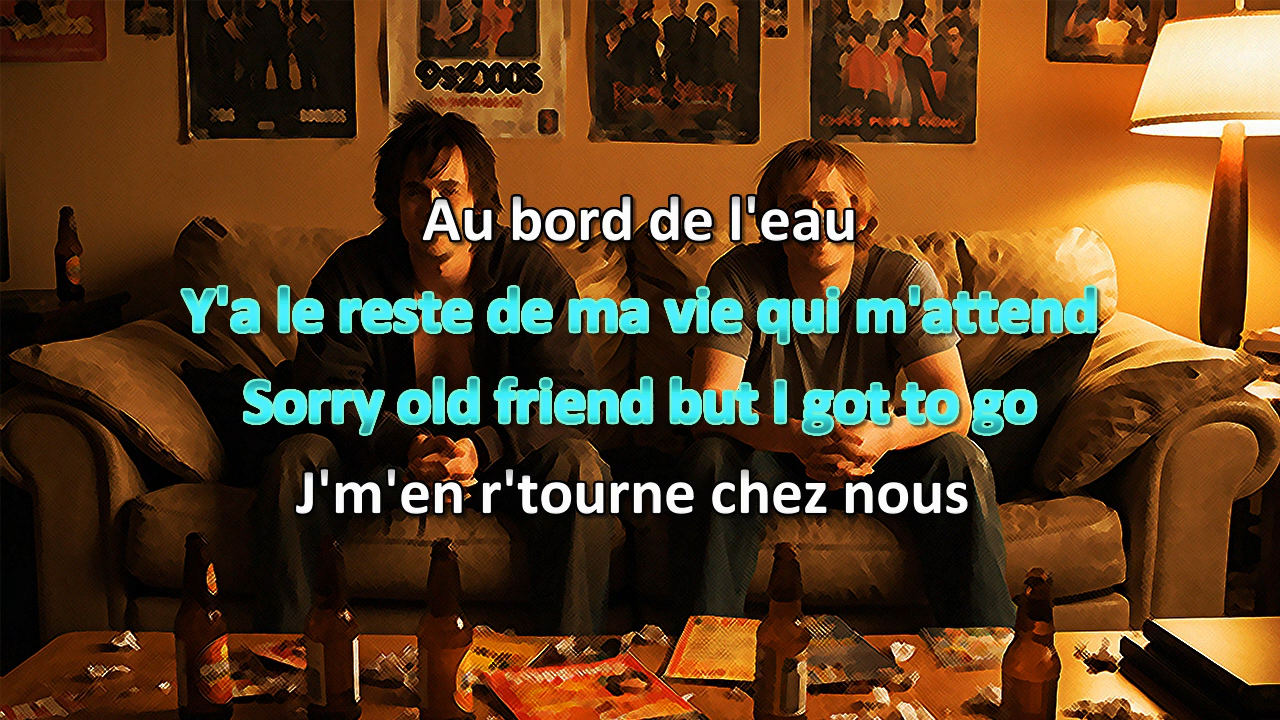 Au bord de l'eau
Y'a le reste de ma vie qui m'attend
Sorry old friend but I got to go
J'm'en r'tourne chez nous